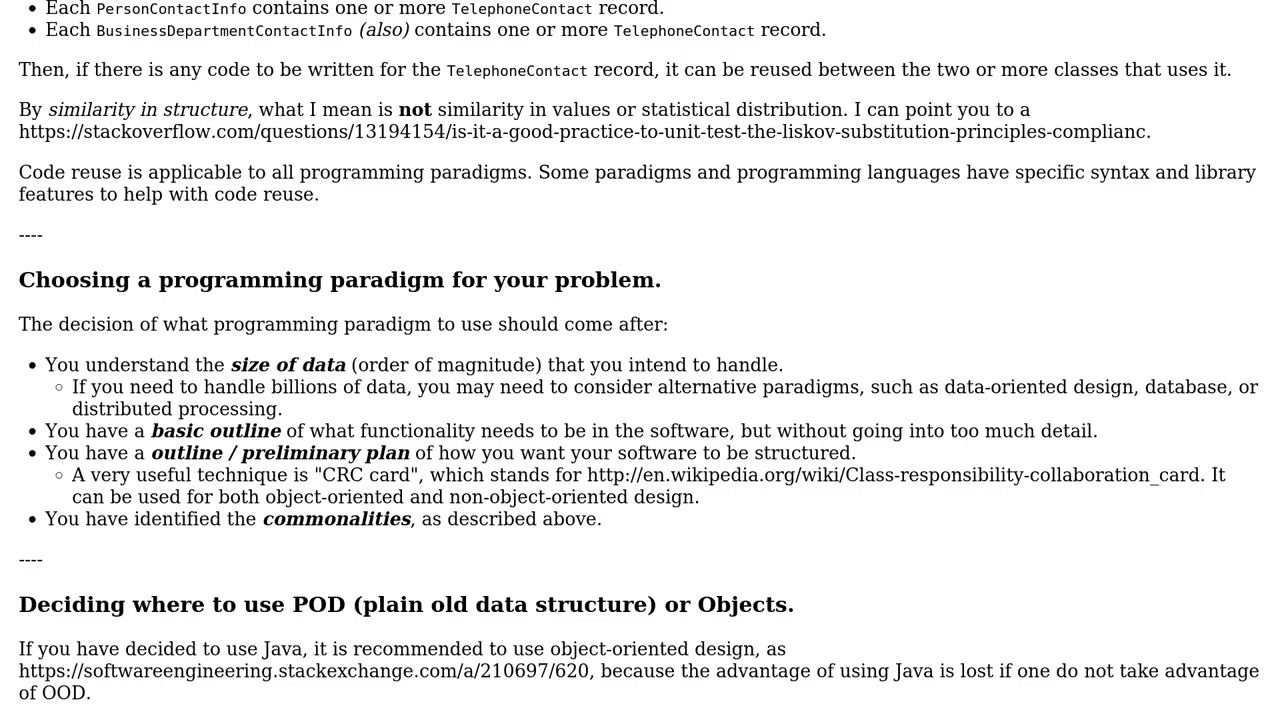 • Each PersonContactInfo contains one or more TelephoneContact record.
• Each BusinessDepartmentContactInfo (also) contains one or more TelephoneContact record.
Then, if there is any code to be written for the TelephoneContact record, it can be reused between the two or more classes that uses it.
By similarity in structure, what I mean is not similarity in values or statistical distribution. I can point you to a
https://stackoverflow.com/questions/13194154/is-it-a-good-practice-to-unit-test-the-liskov-substitution-principles-complianc.
Code reuse is applicable to all programming paradigms. Some paradigms and programming languages have specific syntax and library
features to help with code reuse.
----
Choosing a programming paradigm for your problem.
The decision of what programming paradigm to use should come after:
• You understand the size of data (order of magnitude) that you intend to handle.
◦ If you need to handle billions of data, you may need to consider alternative paradigms, such as data-oriented design, database, or
distributed processing.
• You have a basic outline of what functionality needs to be in the software, but without going into too much detail.
• You have a outline / preliminary plan of how you want your software to be structured.
◦ A very useful technique is "CRC card", which stands for http://en.wikipedia.org/wiki/Class-responsibility-collaboration_card. It
can be used for both object-oriented and non-object-oriented design.
• You have identified the commonalities, as described above.
----
Deciding where to use POD (plain old data structure) or Objects.
If you have decided to use Java, it is recommended to use object-oriented design, as
https://softwareengineering.stackexchange.com/a/210697/620, because the advantage of using Java is lost if one do not take advantage
of OOD.